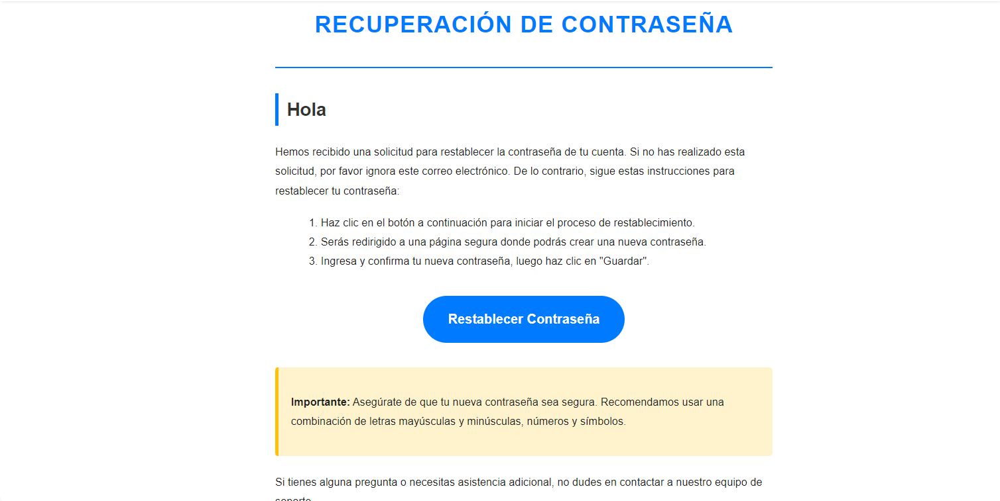 RECUPERACIÓN DE CONTRASEÑA
Hola
Hemos recibido una solicitud para restablecer la contraseña de tu cuenta. Si no has realizado esta
solicitud, por favor ignora este correo electrónico. De lo contrario, sigue estas instrucciones para
restablecer tu contraseña:
1. Haz clic en el botón a continuación para iniciar el proceso de restablecimiento.
2. Serás redirigido a una página segura donde podrás crear una nueva contraseña.
3. Ingresa y confirma tu nueva contraseña, luego haz clic en "Guardar".
Restablecer Contraseña
Importante: Asegúrate de que tu nueva contraseña sea segura. Recomendamos usar una
combinación de letras mayúsculas y minúsculas, números y símbolos.
Si tienes alguna pregunta o necesitas asistencia adicional, no dudes en contactar a nuestro equipo de
soporte